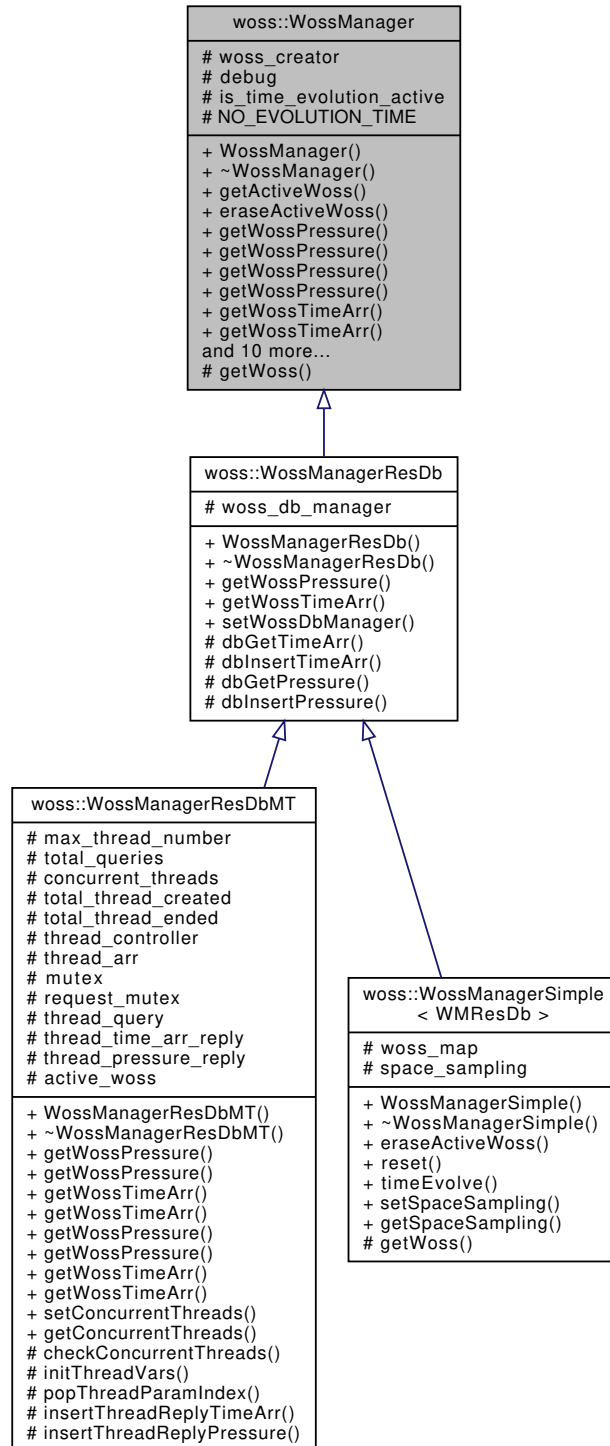 woss::WossManager
# woss_creator
# debug
# is_time_evolution_active
# NO_EVOLUTION_TIME
+ WossManager()
+ ~WossManager()
+ getActiveWoss()
+ eraseActiveWoss()
+ getWossPressure()
+ getWossPressure()
+ getWossPressure()
+ getWossPressure()
+ getWossTimeArr()
+ getWossTimeArr()
and 10 more...
# getWoss()
woss::WossManagerResDb
# woss_db_manager
+ WossManagerResDb()
+ ~WossManagerResDb()
+ getWossPressure()
+ getWossTimeArr()
+ setWossDbManager()
# dbGetTimeArr()
# dbInsertTimeArr()
# dbGetPressure()
# dbInsertPressure()
woss::WossManagerResDbMT
# max_thread_number
# total_queries
# concurrent_threads
# total_thread_created
# total_thread_ended
# thread_controller
# thread_arr
# mutex
# request_mutex
# thread_query
# thread_time_arr_reply
# thread_pressure_reply
# active_woss
+ WossManagerResDbMT()
+ ~WossManagerResDbMT()
+ getWossPressure()
+ getWossPressure()
+ getWossTimeArr()
+ getWossTimeArr()
+ getWossPressure()
+ getWossPressure()
+ getWossTimeArr()
+ getWossTimeArr()
+ setConcurrentThreads()
+ getConcurrentThreads()
# checkConcurrentThreads()
# initThreadVars()
# popThreadParamIndex()
# insertThreadReplyTimeArr()
# insertThreadReplyPressure()
woss::WossManagerSimple
< WMResDb >
# woss_map
# space_sampling
+ WossManagerSimple()
+ ~WossManagerSimple()
+ eraseActiveWoss()
+ reset()
+ timeEvolve()
+ setSpaceSampling()
+ getSpaceSampling()
# getWoss()